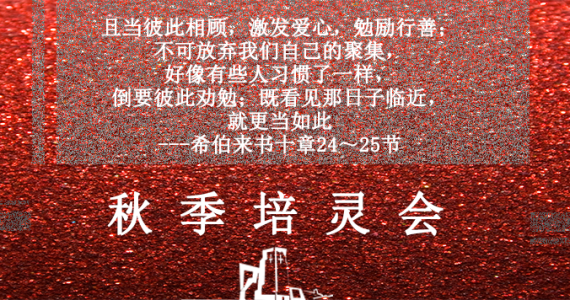 且当彼此相顾，激发爱心，勉励行善；
不可放弃我们自己的聚集，
好像有些人习惯了一样，
倒要彼此劝勉；既看见那日子临近，
就更当如此
---希伯来书十章24～25节
秋季培灵会